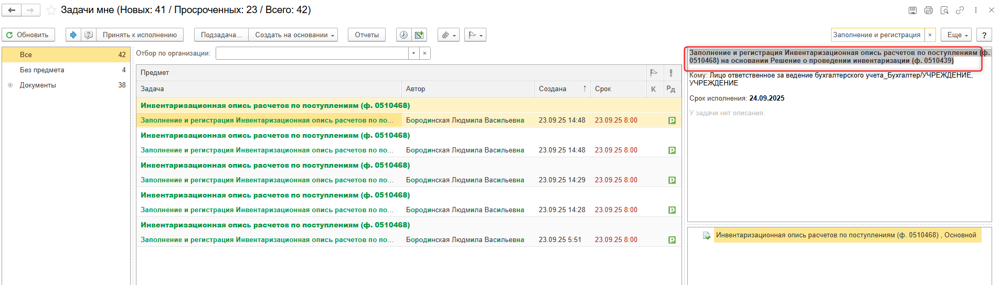 Задачи мне (Новых: 41 / Просроченных: 23 / Всего: 42)
Обновить
Принять к исполнению
Подзадача...
Создать на основании
Отчеты
Заполнение и регистрация
×
Еще
?
Все 42
Без предмета 4
Документы 38
Отбор по организации:
Предмет
Задача Автор Создана ↑ Срок К Рд
Инвентаризационная опись расчетов по поступлениям (ф. 0510468)
Заполнение и регистрация Инвентаризационная опись расчетов по по... Бородинская Людмила Васильевна 23.09.25 14:48 23.09.25 8:00 P
Инвентаризационная опись расчетов по поступлениям (ф. 0510468)
Заполнение и регистрация Инвентаризационная опись расчетов по по... Бородинская Людмила Васильевна 23.09.25 14:48 23.09.25 8:00 P
Инвентаризационная опись расчетов по поступлениям (ф. 0510468)
Заполнение и регистрация Инвентаризационная опись расчетов по по... Бородинская Людмила Васильевна 23.09.25 14:29 23.09.25 8:00 P
Инвентаризационная опись расчетов по поступлениям (ф. 0510468)
Заполнение и регистрация Инвентаризационная опись расчетов по по... Бородинская Людмила Васильевна 23.09.25 14:28 23.09.25 8:00 P
Инвентаризационная опись расчетов по поступлениям (ф. 0510468)
Заполнение и регистрация Инвентаризационная опись расчетов по по... Бородинская Людмила Васильевна 23.09.25 5:51 23.09.25 8:00 P
Заполнение и регистрация Инвентаризационная опись расчетов по поступлениям (ф.
0510468) на основании Решение о проведении инвентаризации (ф. 0510439)
Кому: Лицо ответственное за ведение бухгалтерского учета_Бухгалтер/УЧРЕЖДЕНИЕ,
УЧРЕЖДЕНИЕ
Срок исполнения: 24.09.2025
У задачи нет описания.
Инвентаризационная опись расчетов по поступлениям (ф. 0510468) , Основной